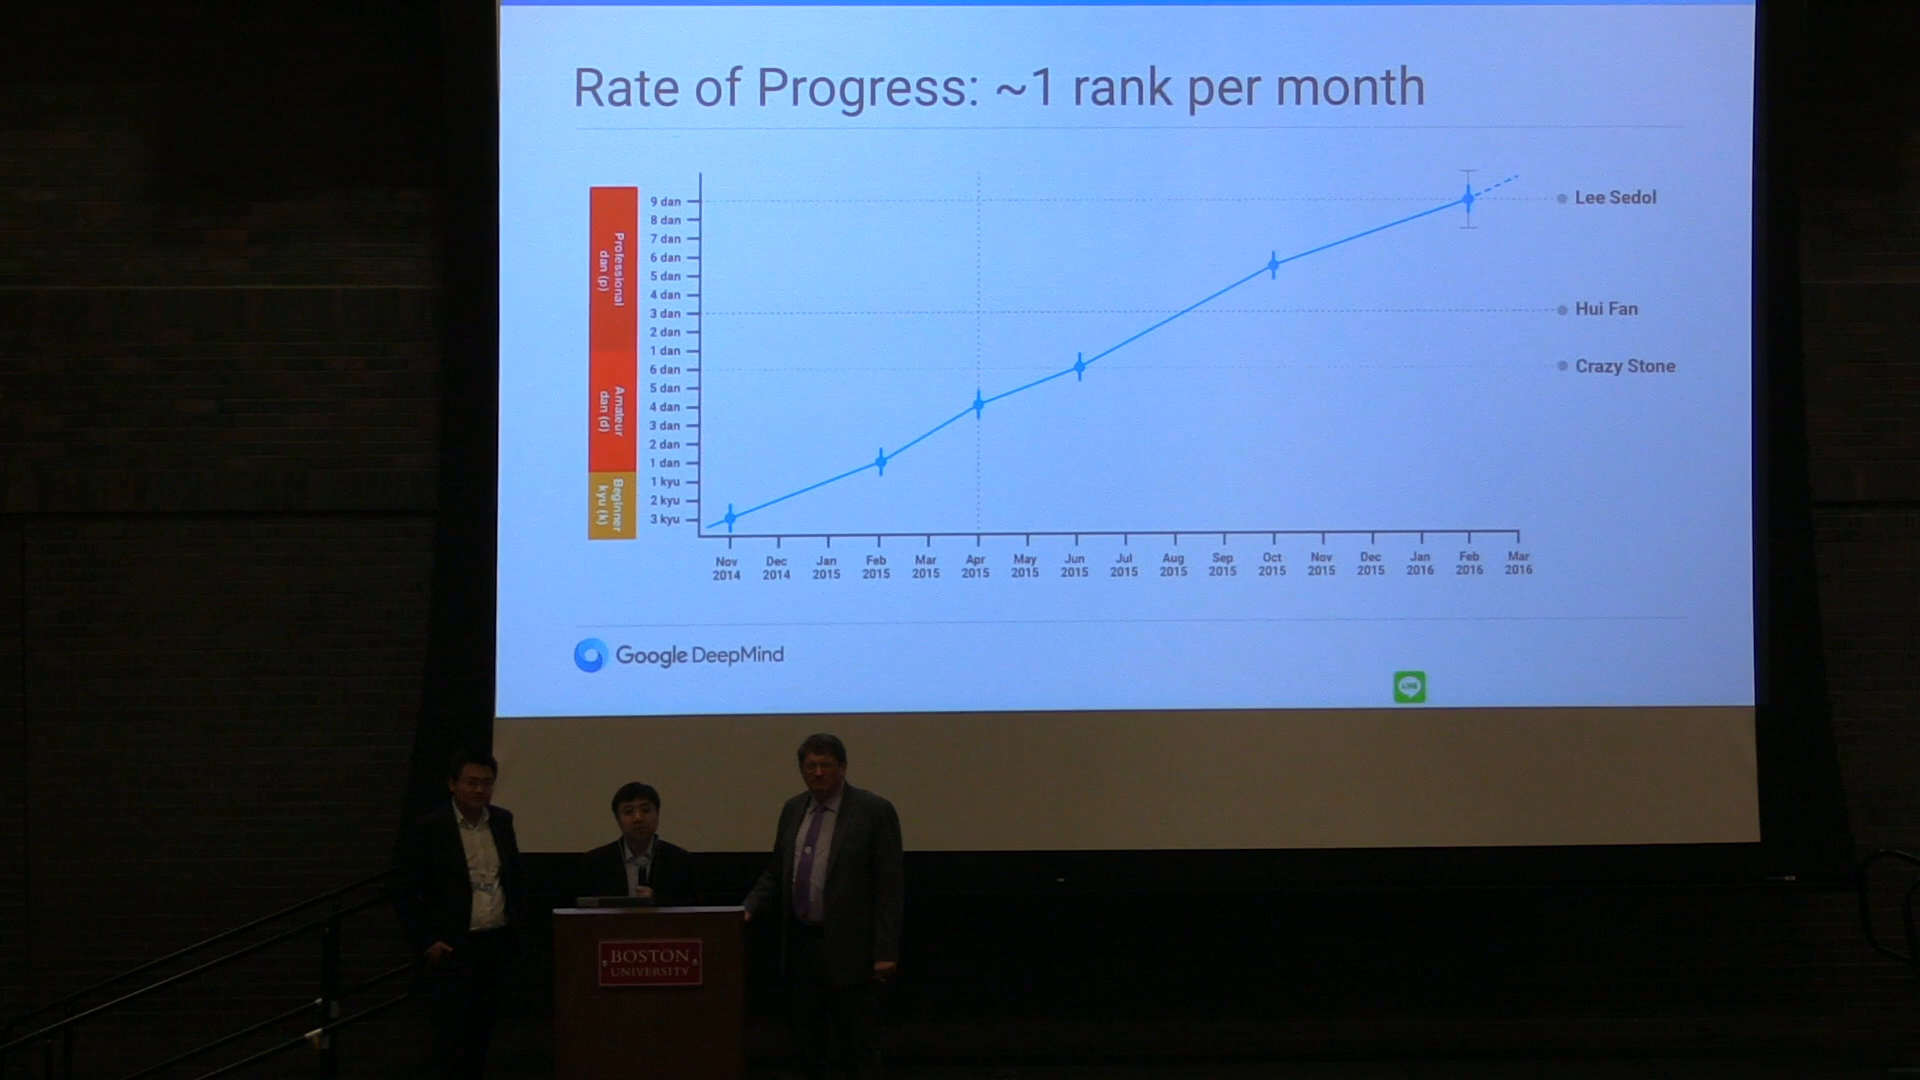 Rate of Progress: ~1 rank per month
Professional
dan (p)
Amateur
dan (d)
Beginner
kyu (k)
9 dan
8 dan
7 dan
6 dan
5 dan
4 dan
3 dan
2 dan
1 dan
6 dan
5 dan
4 dan
3 dan
2 dan
1 dan
1 kyu
2 kyu
3 kyu
Lee Sedol
Hui Fan
Crazy Stone
Nov Dec Jan Feb Mar Apr May Jun Jul Aug Sep Oct Nov Dec Jan Feb Mar
2014 2014 2015 2015 2015 2015 2015 2015 2015 2015 2015 2015 2015 2015 2016 2016 2016
Google DeepMind
LINE
BOSTON
UNIVERSITY